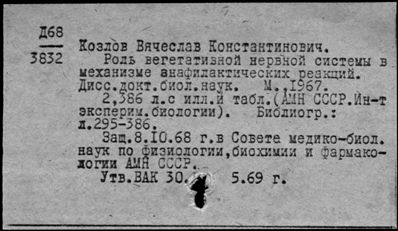 Д68
3832
Козлов Вячеслав Константинович.
Роль вегетативной нервной системы в
механизме анафилактических реакций.
Дисс.докт.биол.наук. М.,1967.
2,386 л.с илл.и табл.(АМН СССР.Ин-т
эксперим.биологии). Библиогр.:
л.295-386.
Защ.8.10.68 г.в Совете медико-биол.
наук по физиологии,биохимии и фармако-
логии АМН СССР.
Утв.ВАК 30. 5.69 г.